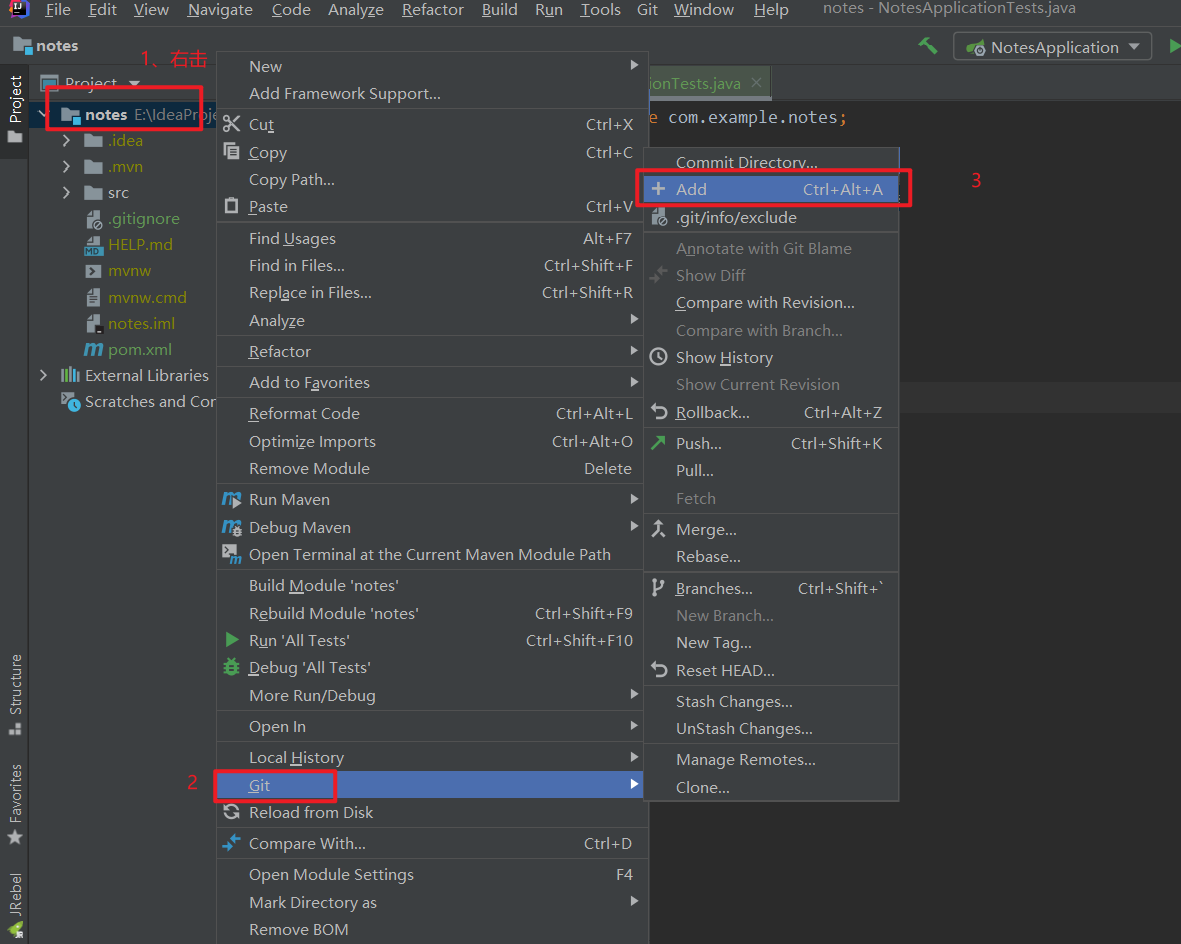 File Edit View Navigate Code Analyze Refactor Build Run Tools Git Window Help notes - NotesApplicationTests.java
notes
NotesApplication
1、右击
Project
Project
notes E:\IdeaProje
.idea
.mvn
src
.gitignore
HELP.md
mvnw
mvnw.cmd
notes.iml
pom.xml
External Libraries
Scratches and Con
Structure
Favorites
JRebel
ionTests.java
e com.example.notes;
New
Add Framework Support...
Cut Ctrl+X
Copy Ctrl+C
Copy Path...
Paste Ctrl+V
Find Usages Alt+F7
Find in Files... Ctrl+Shift+F
Replace in Files... Ctrl+Shift+R
Analyze
Refactor
Add to Favorites
Reformat Code Ctrl+Alt+L
Optimize Imports Ctrl+Alt+O
Remove Module Delete
Run Maven
Debug Maven
Open Terminal at the Current Maven Module Path
Build Module 'notes'
Rebuild Module 'notes' Ctrl+Shift+F9
Run 'All Tests' Ctrl+Shift+F10
Debug 'All Tests'
More Run/Debug
Open In
Local History
2
Git
Reload from Disk
Compare With... Ctrl+D
Open Module Settings F4
Mark Directory as
Remove BOM
Commit Directory...
Add Ctrl+Alt+A
3
.git/info/exclude
Annotate with Git Blame
Show Diff
Compare with Revision...
Compare with Branch...
Show History
Show Current Revision
Rollback... Ctrl+Alt+Z
Push... Ctrl+Shift+K
Pull...
Fetch
Merge...
Rebase...
Branches... Ctrl+Shift+`
New Branch...
New Tag...
Reset HEAD...
Stash Changes...
UnStash Changes...
Manage Remotes...
Clone...